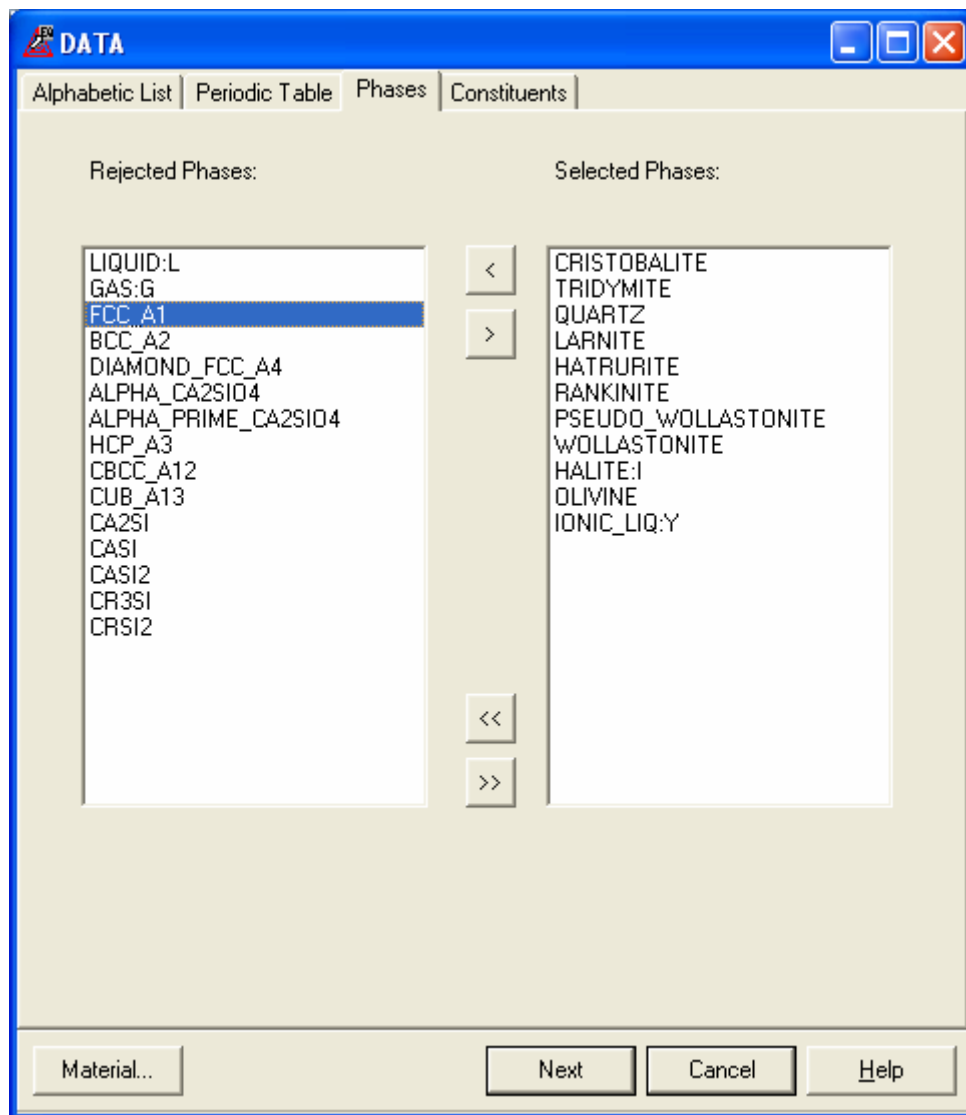 DATA
Alphabetic List Periodic Table Phases Constituents
Rejected Phases:
LIQUID:L
GAS:G
FCC_A1
BCC_A2
DIAMOND_FCC_A4
ALPHA_CA2SIO4
ALPHA_PRIME_CA2SIO4
HCP_A3
CBCC_A12
CUB_A13
CA2SI
CASI
CASI2
CR3SI
CRSI2
<
>
<<
>>
Selected Phases:
CRISTOBALITE
TRIDYMITE
QUARTZ
LARNITE
HATRURITE
RANKINITE
PSEUDO_WOLLASTONITE
WOLLASTONITE
HALITE:I
OLIVINE
IONIC_LIQ:Y
Material... Next Cancel Help